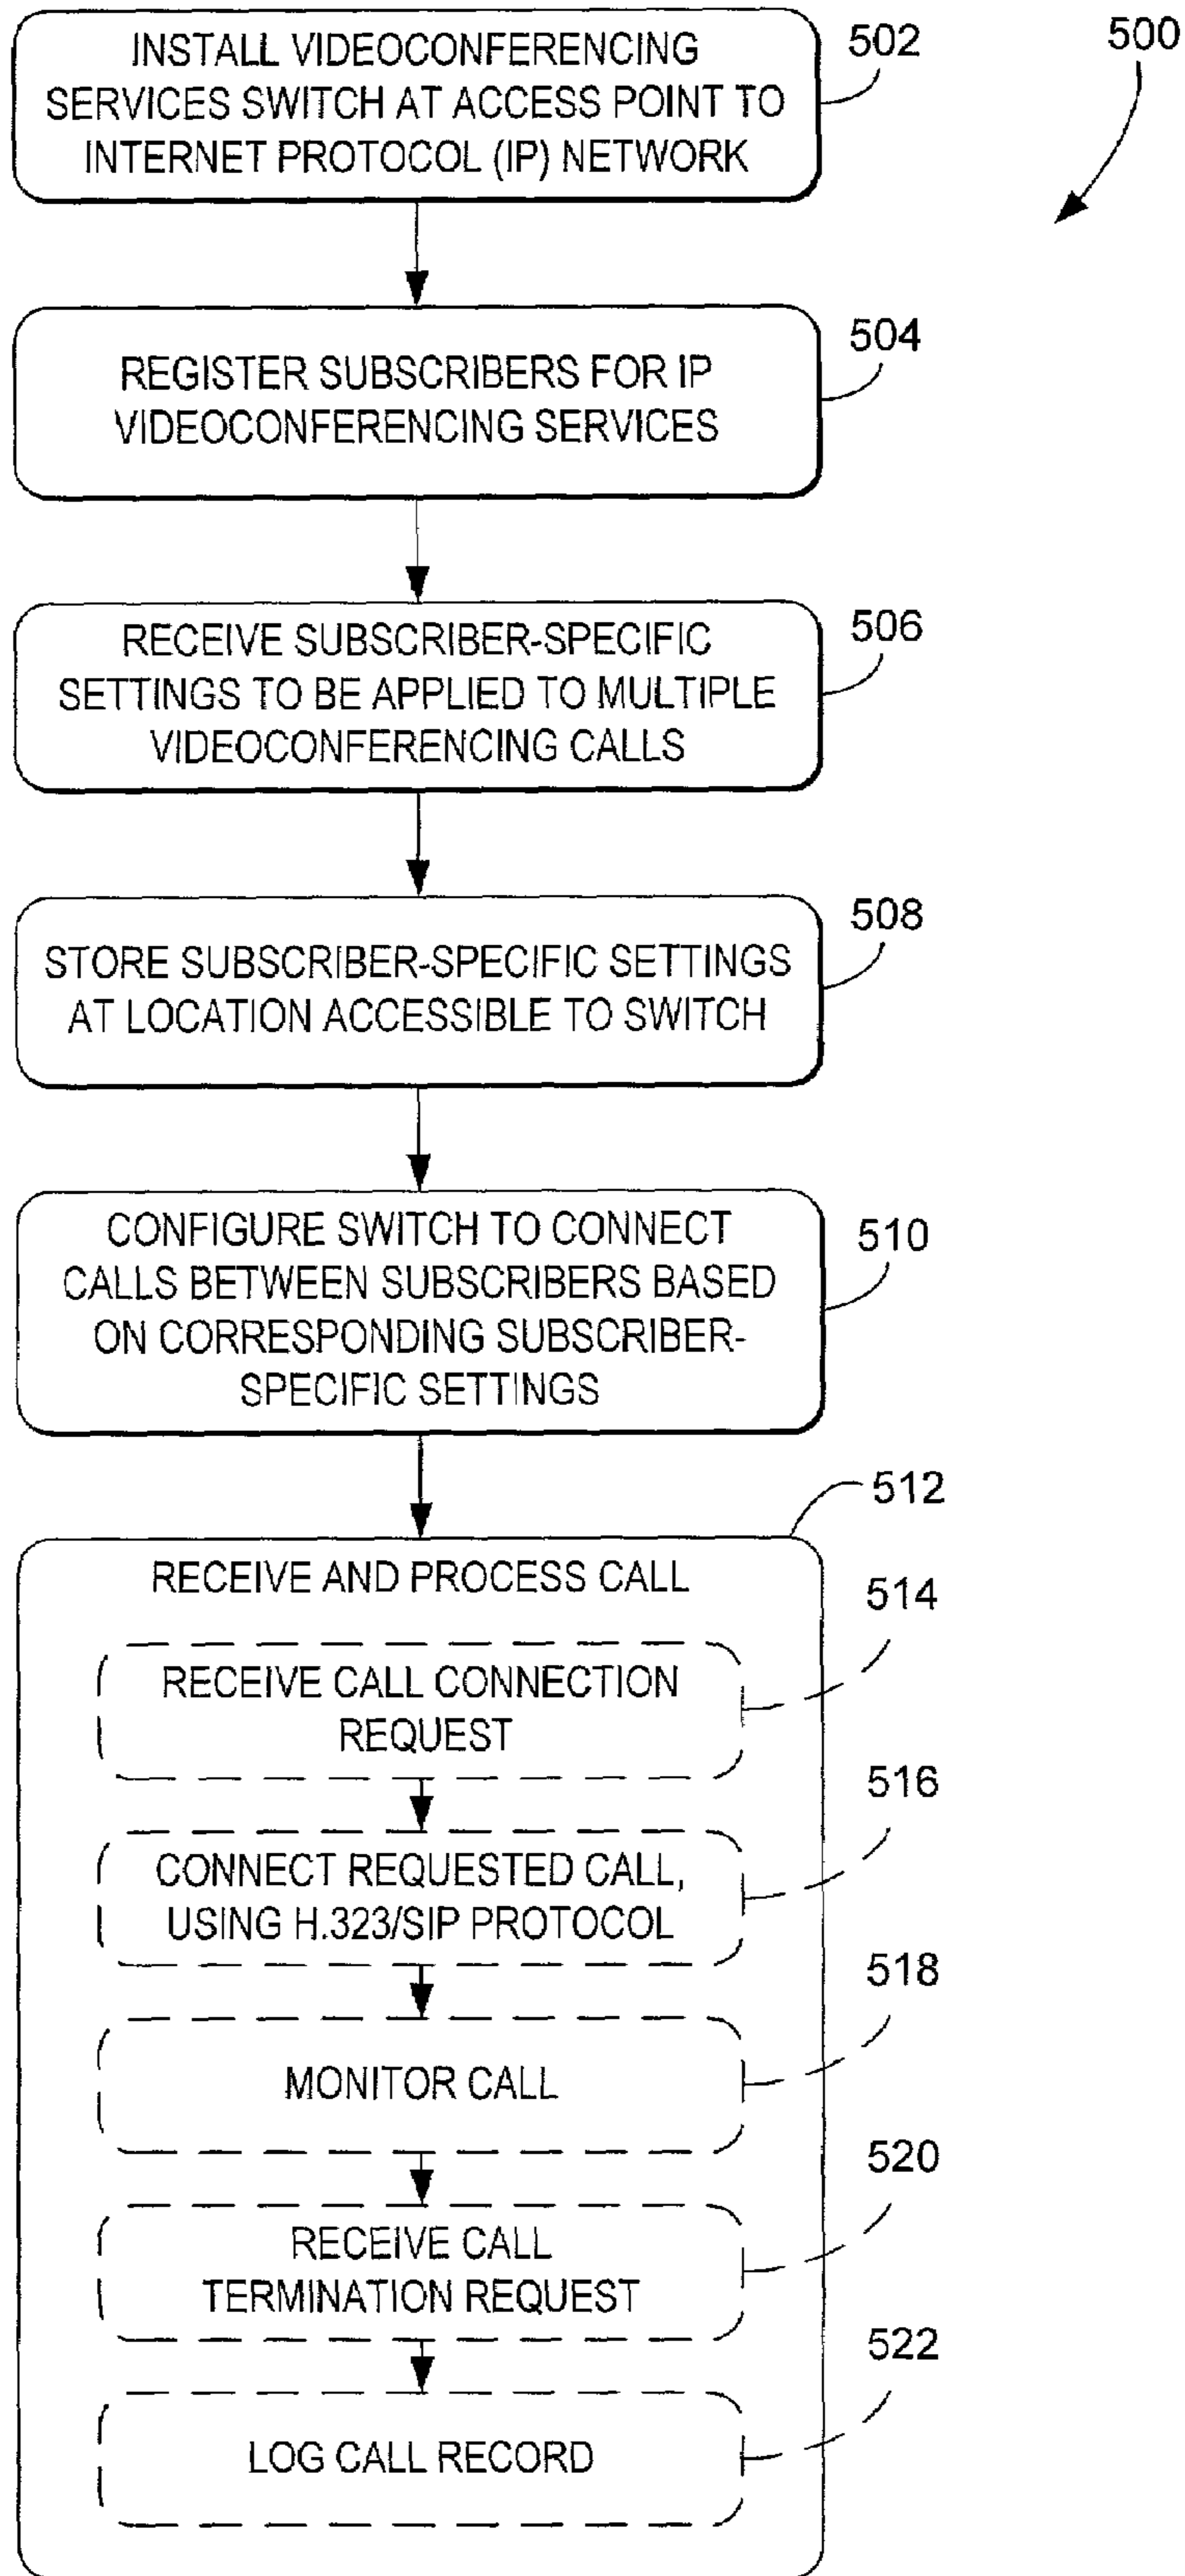 500
INSTALL VIDEOCONFERENCING
SERVICES SWITCH AT ACCESS POINT TO
INTERNET PROTOCOL (IP) NETWORK
502
REGISTER SUBSCRIBERS FOR IP
VIDEOCONFERENCING SERVICES
504
RECEIVE SUBSCRIBER-SPECIFIC
SETTINGS TO BE APPLIED TO MULTIPLE
VIDEOCONFERENCING CALLS
506
STORE SUBSCRIBER-SPECIFIC SETTINGS
AT LOCATION ACCESSIBLE TO SWITCH
508
CONFIGURE SWITCH TO CONNECT
CALLS BETWEEN SUBSCRIBERS BASED
ON CORRESPONDING SUBSCRIBER-
SPECIFIC SETTINGS
510
512
RECEIVE AND PROCESS CALL
RECEIVE CALL CONNECTION
REQUEST
514
CONNECT REQUESTED CALL,
USING H.323/SIP PROTOCOL
516
MONITOR CALL
518
RECEIVE CALL
TERMINATION REQUEST
520
LOG CALL RECORD
522